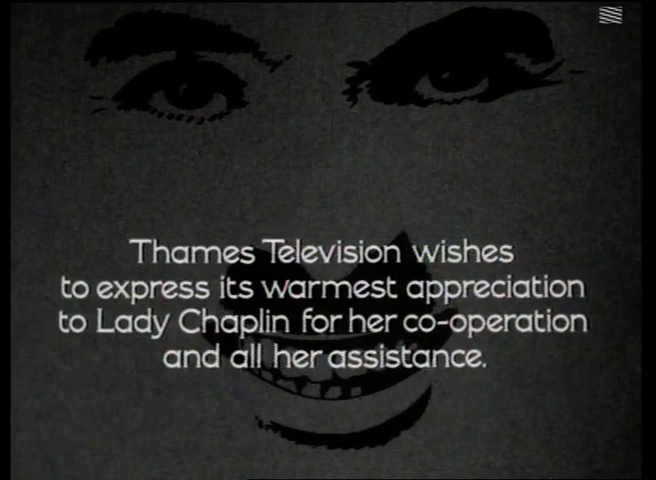 Thames Television wishes
to express its warmest appreciation
to Lady Chaplin for her co-operation
and all her assistance.